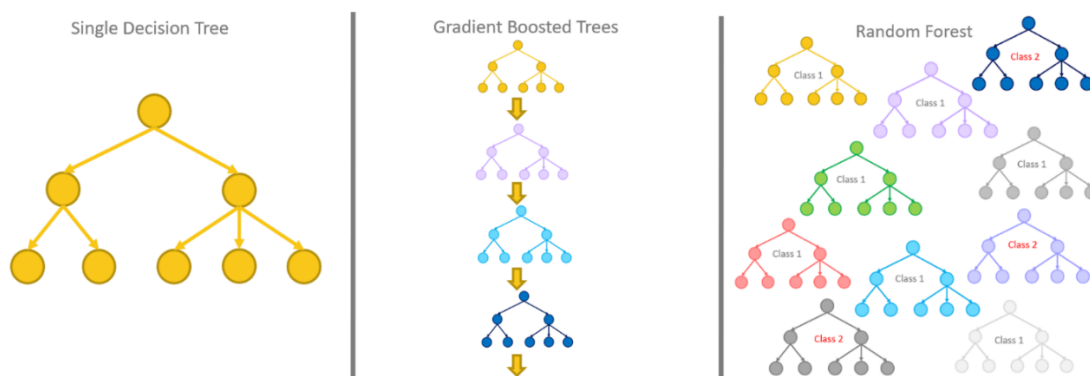 Single Decision Tree
Gradient Boosted Trees
Random Forest
Class 2
Class 1
Class 1
Class 1
Class 1
Class 2
Class 1
Class 1
Class 2
Class 1